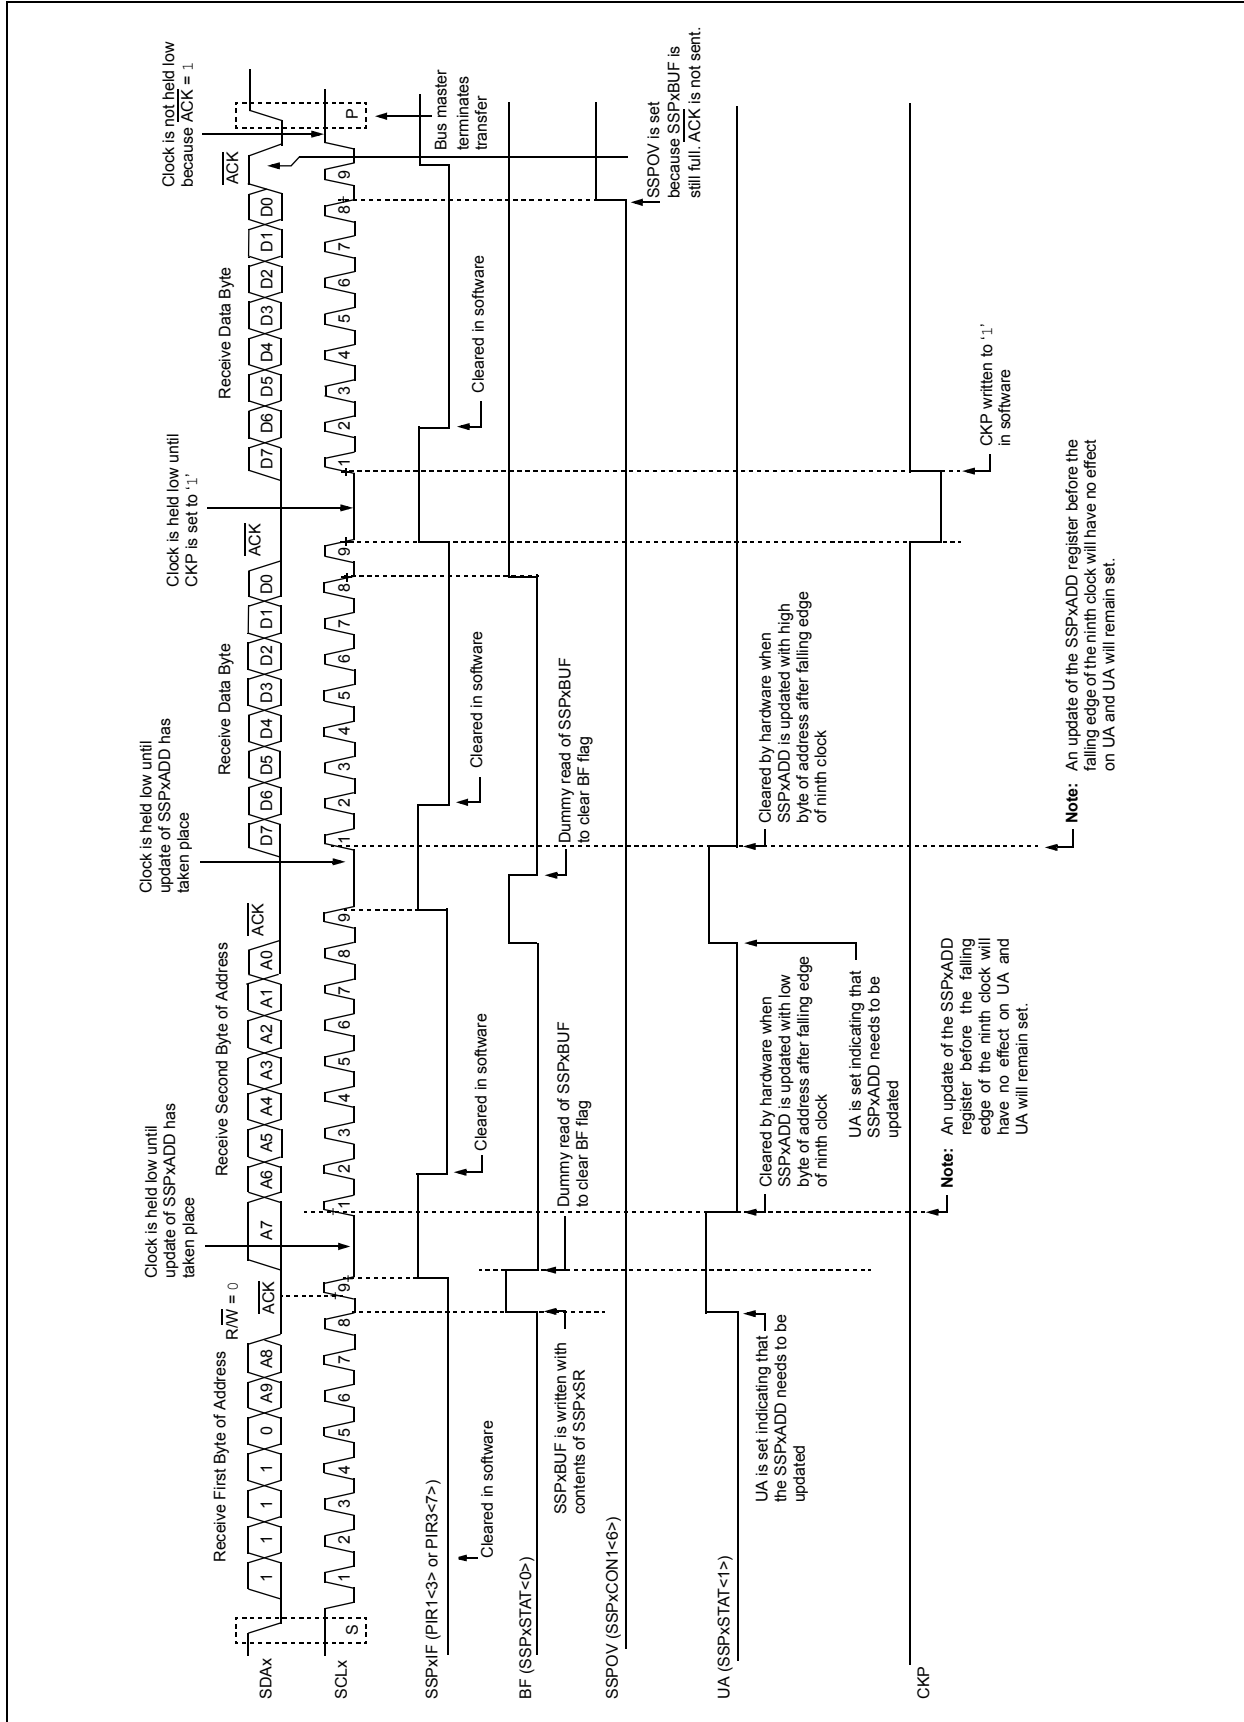 Receive First Byte of Address
R/W = 0
ACK
Clock is held low until
update of SSPxADD has
taken place
Receive Second Byte of Address
ACK
Clock is held low until
update of SSPxADD has
taken place
Receive Data Byte
ACK
Clock is held low until
CKP is set to ‘1’
Receive Data Byte
ACK
Clock is not held low
because ACK = 1
SDAx
1 1 1 1 0 A9 A8
A7 A6 A5 A4 A3 A2 A1 A0
D7 D6 D5 D4 D3 D2 D1 D0
D7 D6 D5 D4 D3 D2 D1 D0
SCLx
S
1 2 3 4 5 6 7 8 9
1 2 3 4 5 6 7 8 9
1 2 3 4 5 6 7 8 9
1 2 3 4 5 6 7 8 9
P
Bus master
terminates
transfer
SSPxIF (PIR1<3> or PIR3<7>)
Cleared in software
Cleared in software
Cleared in software
Cleared in software
BF (SSPxSTAT<0>)
SSPxBUF is written with
contents of SSPxSR
Dummy read of SSPxBUF
to clear BF flag
Dummy read of SSPxBUF
to clear BF flag
SSPOV (SSPxCON1<6>)
SSPOV is set
because SSPxBUF is
still full. ACK is not sent.
UA (SSPxSTAT<1>)
UA is set indicating that
the SSPxADD needs to be
updated
Cleared by hardware when
SSPxADD is updated with low
byte of address after falling edge
of ninth clock
UA is set indicating that
SSPxADD needs to be
updated
Cleared by hardware when
SSPxADD is updated with high
byte of address after falling edge
of ninth clock
CKP
CKP written to ‘1’
in software
Note: An update of the SSPxADD
register before the falling
edge of the ninth clock will
have no effect on UA and
UA will remain set.
Note: An update of the SSPxADD register before the
falling edge of the ninth clock will have no effect
on UA and UA will remain set.